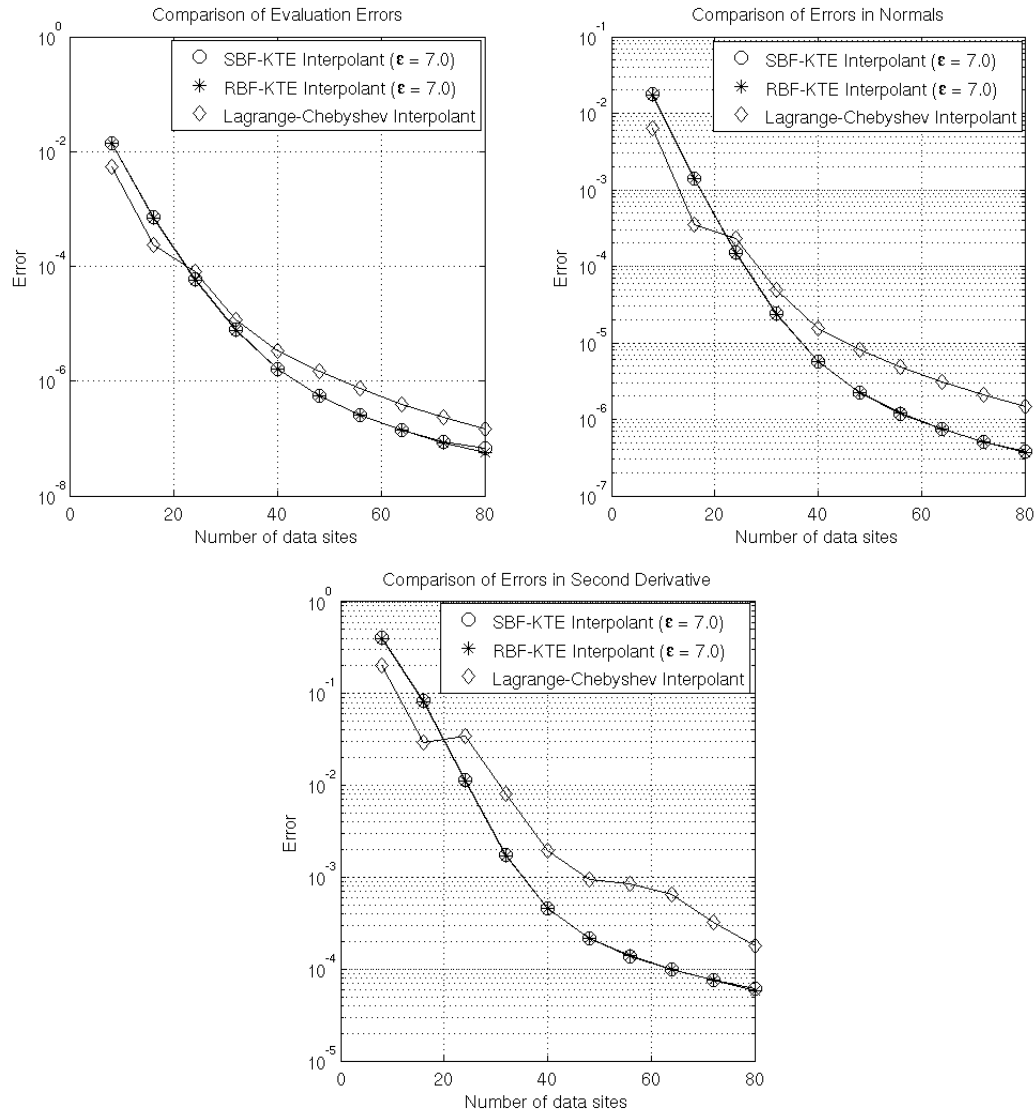 Comparison of Evaluation Errors
10^0
10^-2
10^-4
10^-6
10^-8
Error
SBF-KTE Interpolant (ε = 7.0)
RBF-KTE Interpolant (ε = 7.0)
Lagrange-Chebyshev Interpolant
0 20 40 60 80
Number of data sites
Comparison of Errors in Normals
10^-1
10^-2
10^-3
10^-4
10^-5
10^-6
10^-7
Error
SBF-KTE Interpolant (ε = 7.0)
RBF-KTE Interpolant (ε = 7.0)
Lagrange-Chebyshev Interpolant
0 20 40 60 80
Number of data sites
Comparison of Errors in Second Derivative
10^0
10^-1
10^-2
10^-3
10^-4
10^-5
Error
SBF-KTE Interpolant (ε = 7.0)
RBF-KTE Interpolant (ε = 7.0)
Lagrange-Chebyshev Interpolant
0 20 40 60 80
Number of data sites